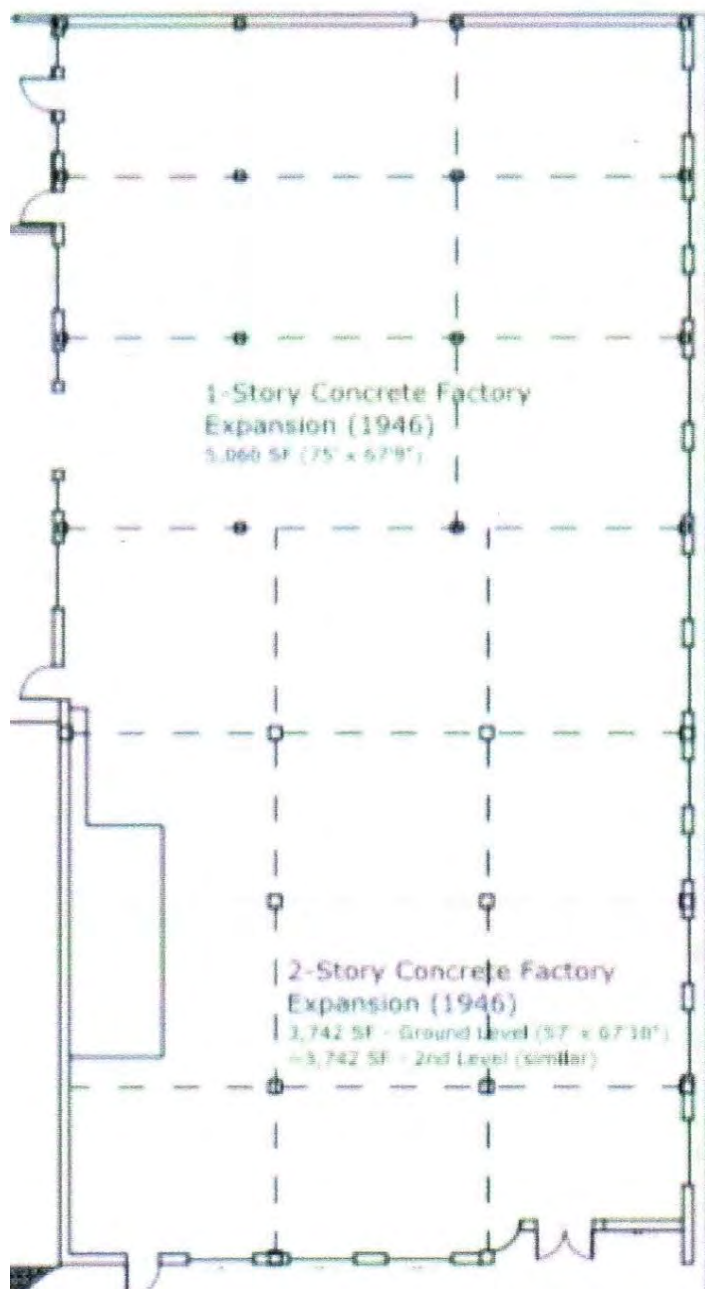 1-Story Concrete Factory
Expansion (1946)
5,060 SF (75' x 67'9")
2-Story Concrete Factory
Expansion (1946)
3,742 SF - Ground Level (57' x 67'10")
~3,742 SF - 2nd Level (similar)